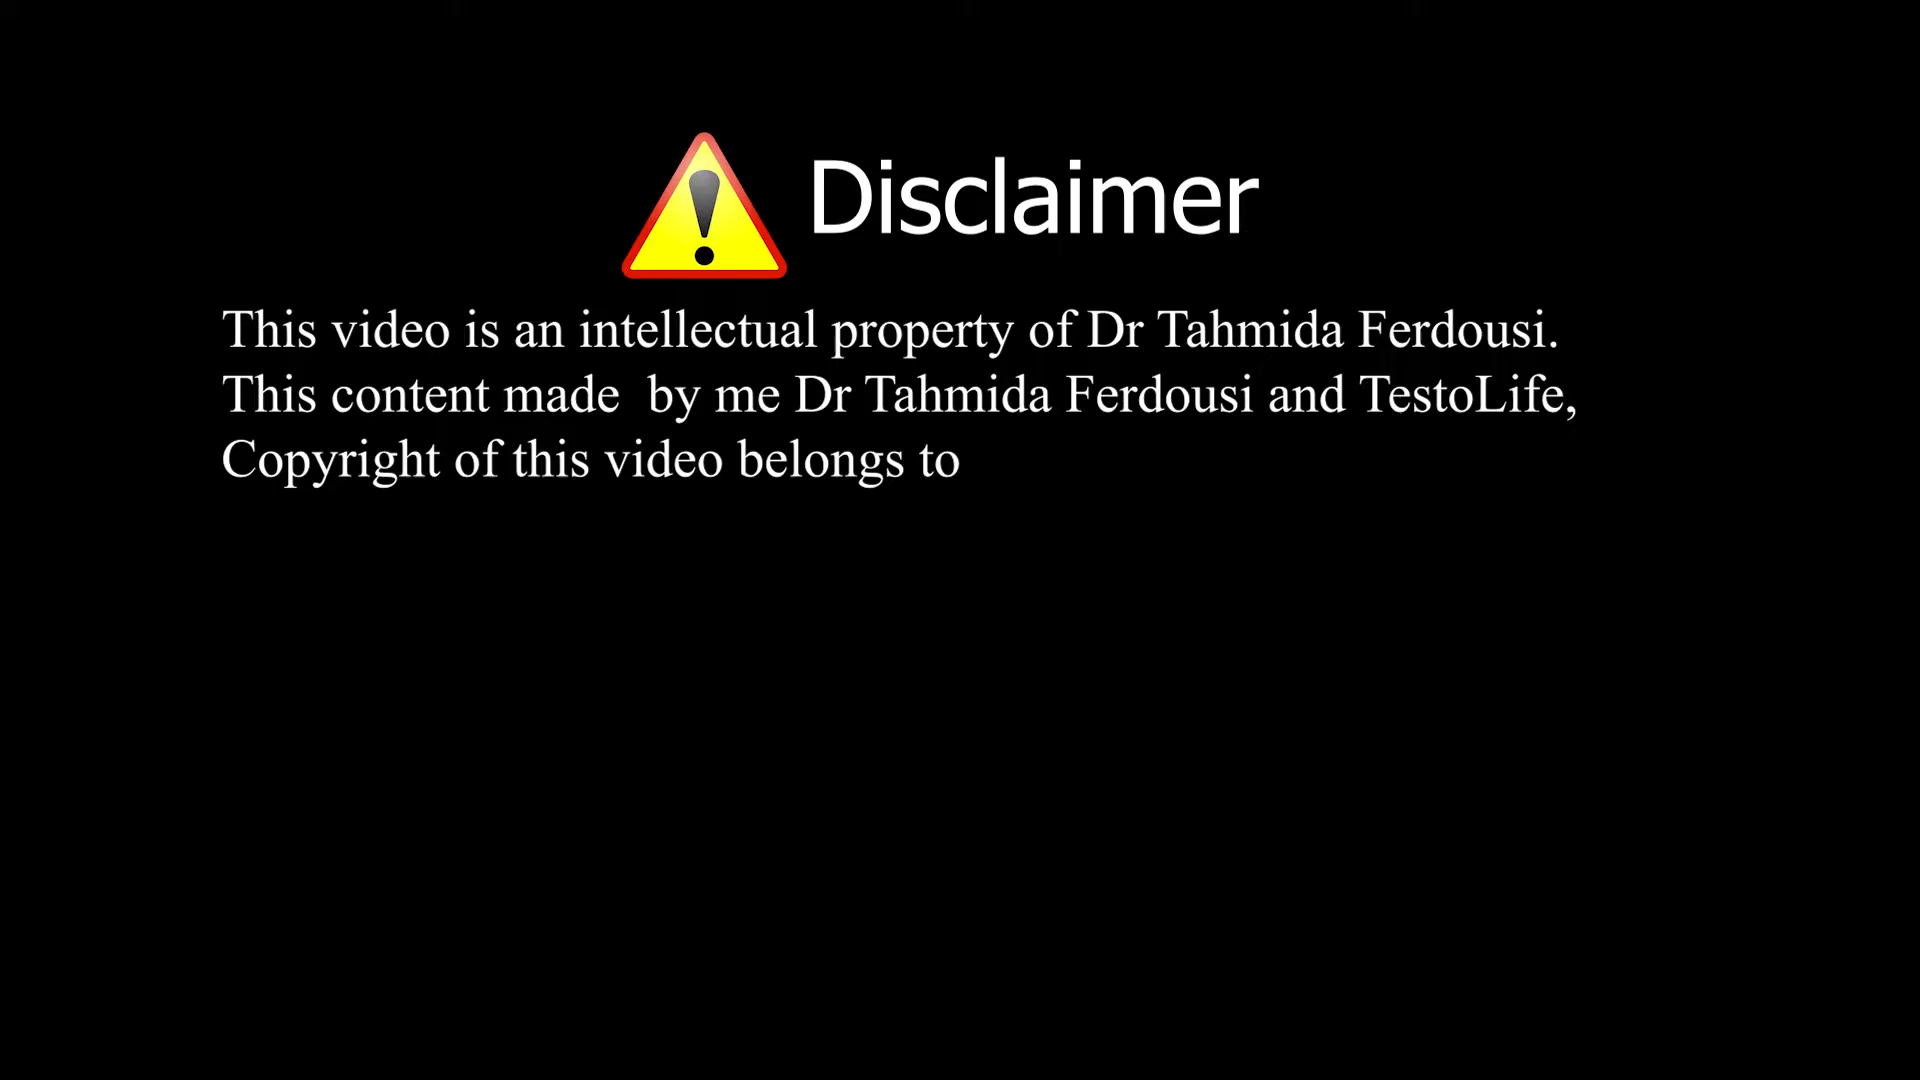 Disclaimer
This video is an intellectual property of Dr Tahmida Ferdousi.
This content made  by me Dr Tahmida Ferdousi and TestoLife,
Copyright of this video belongs to